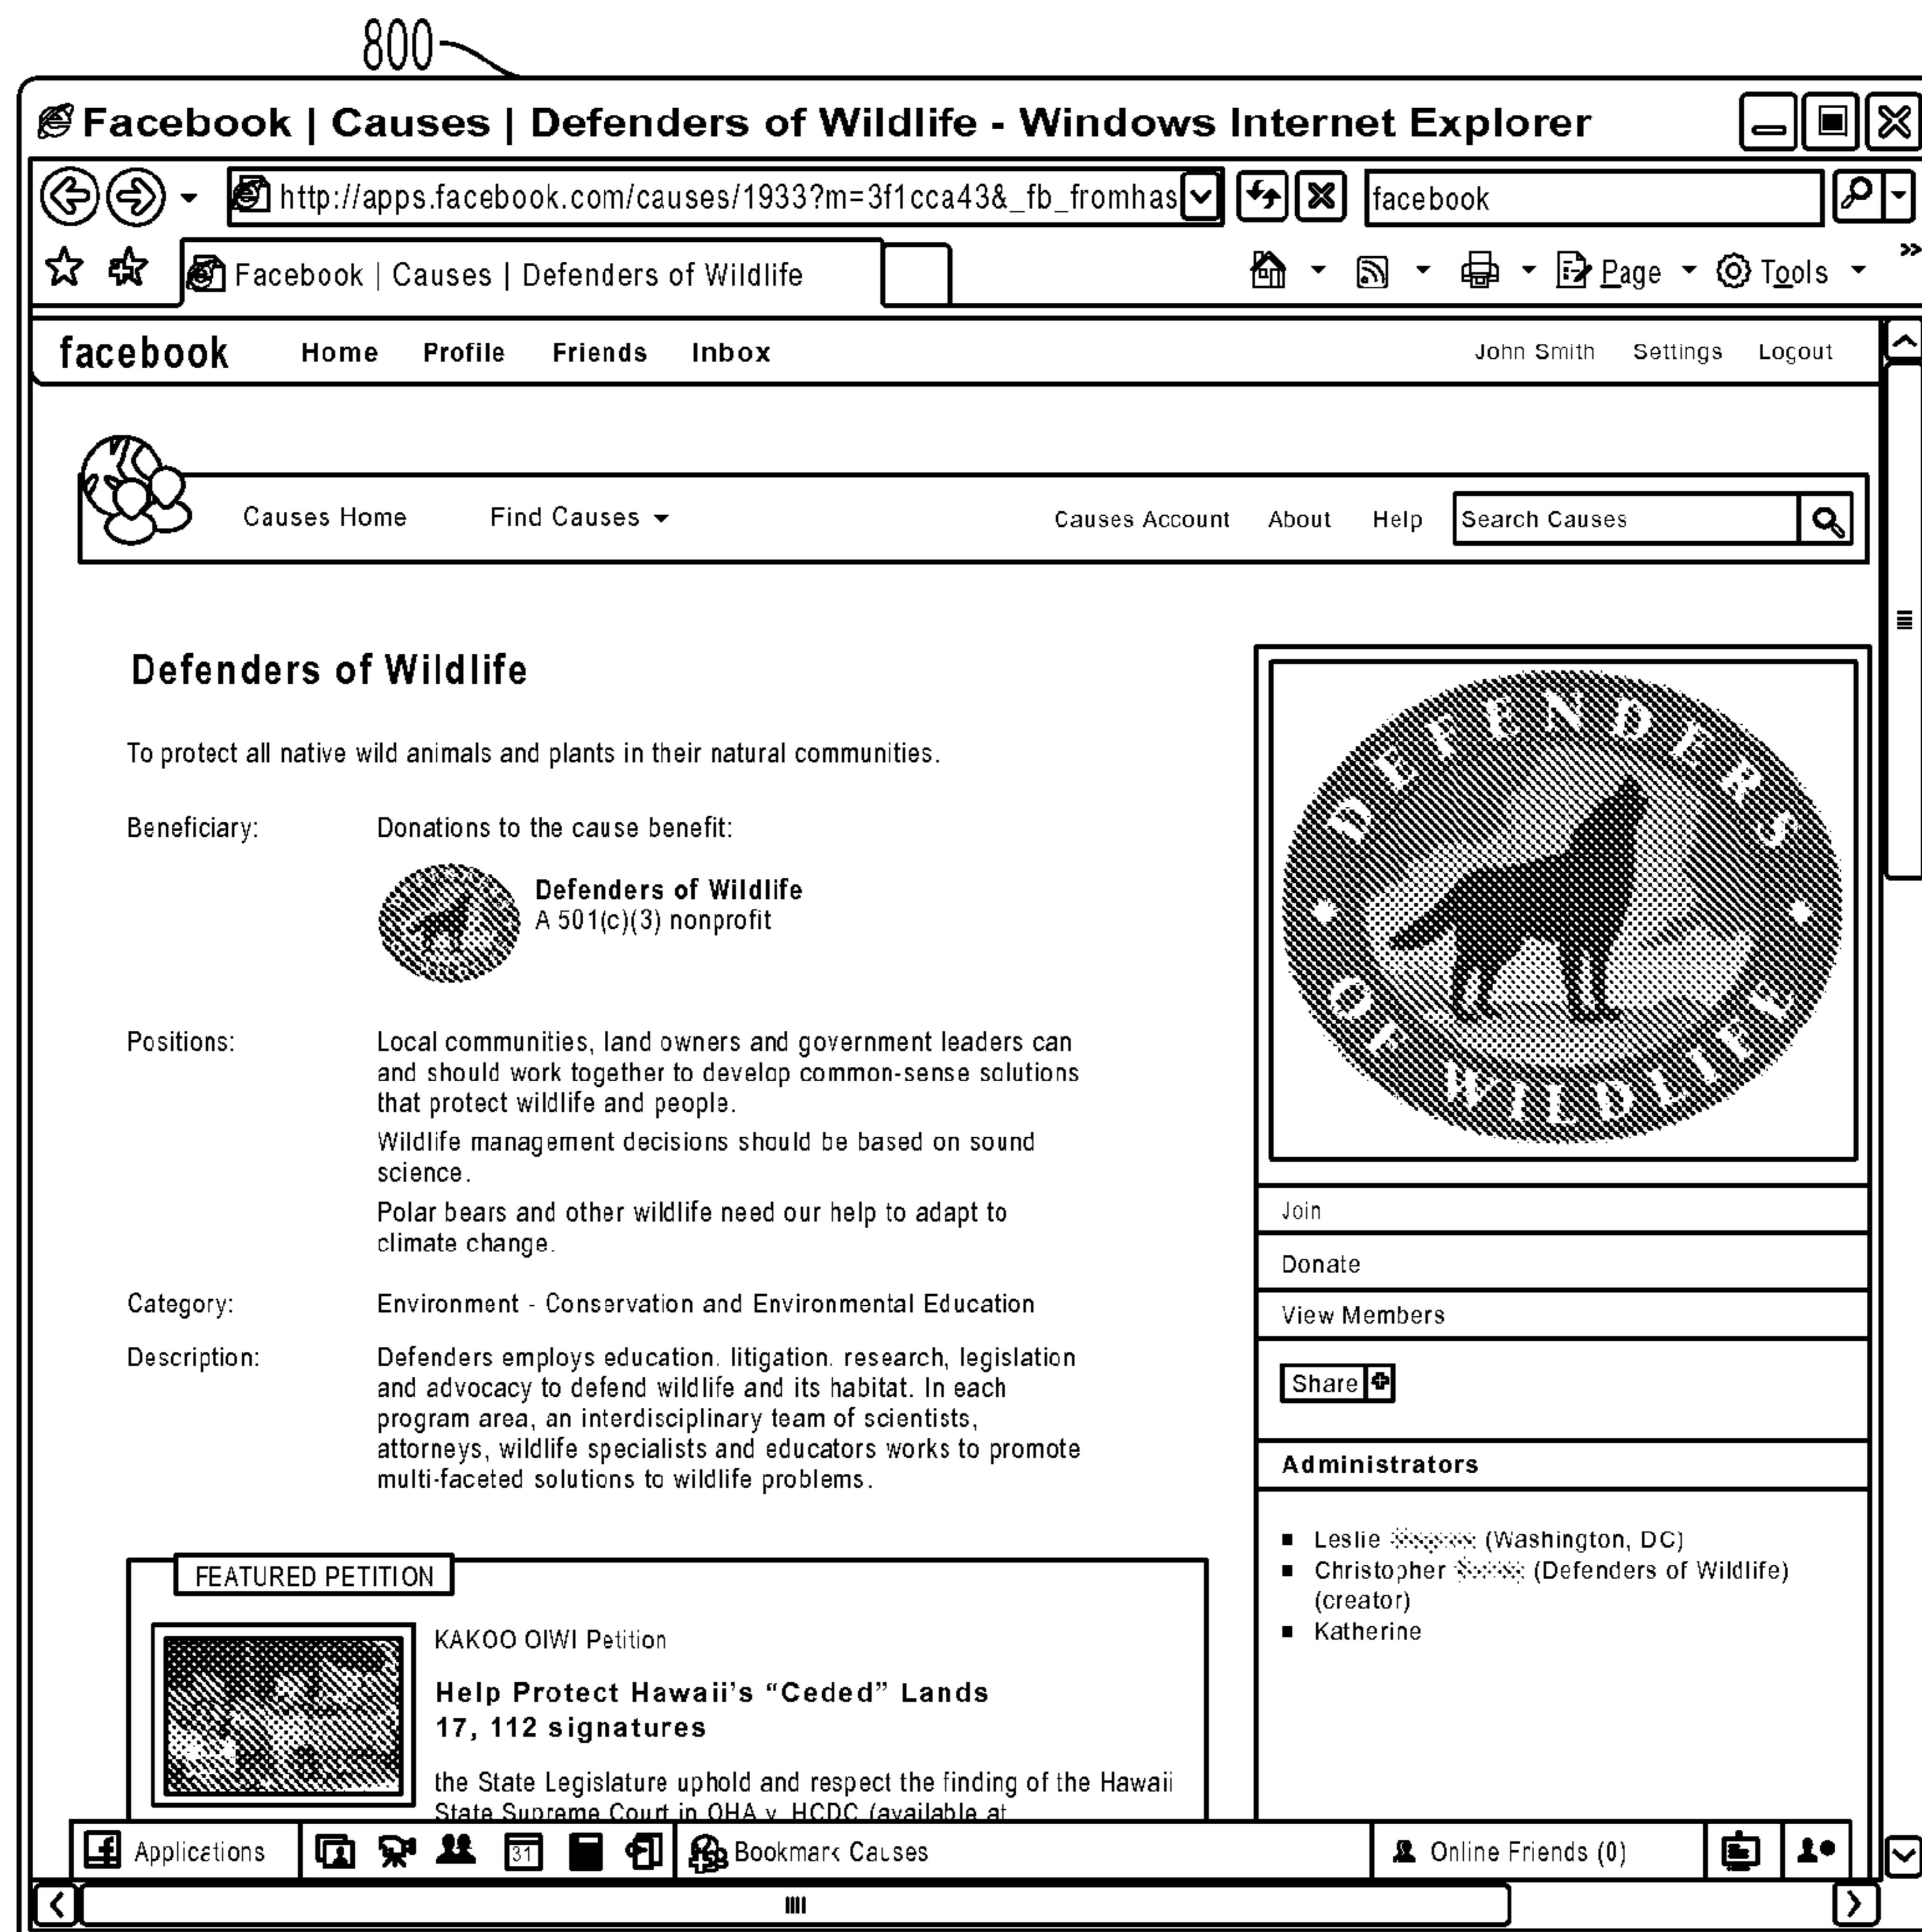 800
Facebook | Causes | Defenders of Wildlife - Windows Internet Explorer
http://apps.facebook.com/causes/1933?m=3f1cca43&_fb_fromhas
facebook
Facebook | Causes | Defenders of Wildlife
Page
Tools
facebook Home Profile Friends Inbox John Smith Settings Logout
Causes Home Find Causes Causes Account About Help Search Causes
Defenders of Wildlife
To protect all native wild animals and plants in their natural communities.
Beneficiary: Donations to the cause benefit:
Defenders of Wildlife
A 501(c)(3) nonprofit
Positions: Local communities, land owners and government leaders can
and should work together to develop common-sense solutions
that protect wildlife and people.
Wildlife management decisions should be based on sound
science.
Polar bears and other wildlife need our help to adapt to
climate change.
Category: Environment - Conservation and Environmental Education
Description: Defenders employs education. litigation. research, legislation
and advocacy to defend wildlife and its habitat. In each
program area, an interdisciplinary team of scientists,
attorneys, wildlife specialists and educators works to promote
multi-faceted solutions to wildlife problems.
FEATURED PETITION
KAKOO OIWI Petition
Help Protect Hawaii's “Ceded” Lands
17, 112 signatures
the State Legislature uphold and respect the finding of the Hawaii
State Supreme Court in OHA v. HCDC (available at
DEFENDERS
OF WILDLIFE
Join
Donate
View Members
Share
Administrators
Leslie (Washington, DC)
Christopher (Defenders of Wildlife)
(creator)
Katherine
Applications 31 Bookmark Causes Online Friends (0)